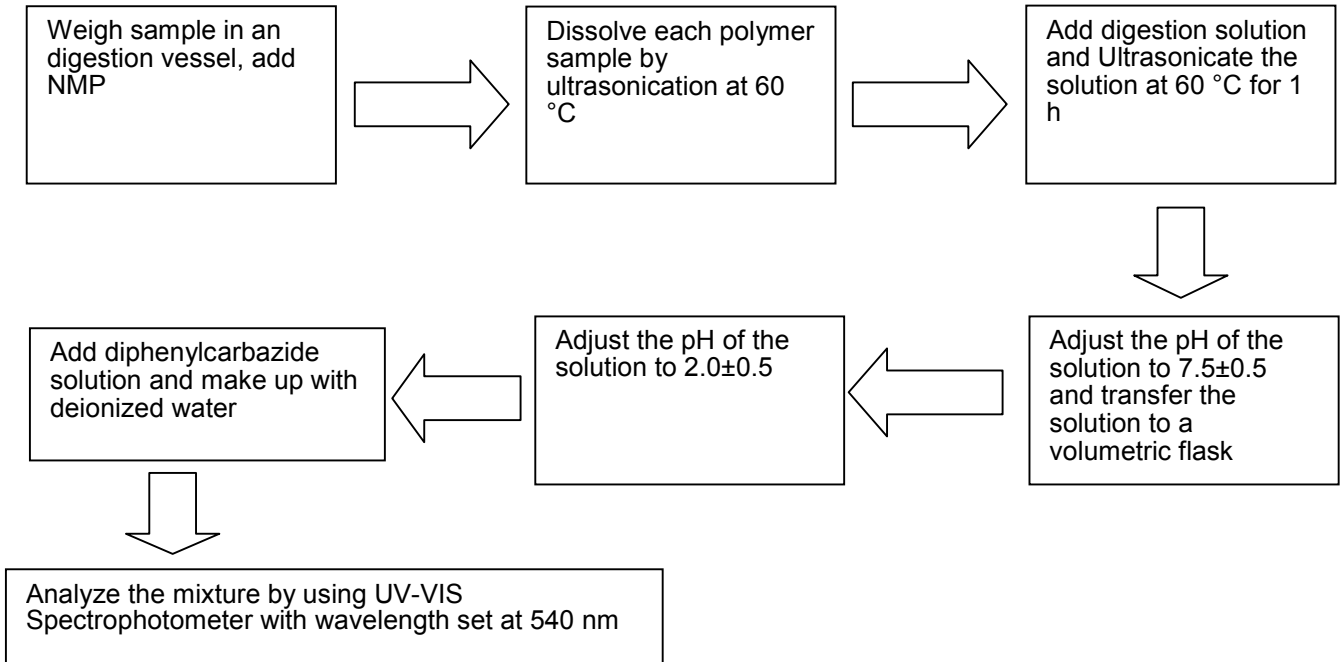 Weigh sample in an
digestion vessel, add
NMP
Dissolve each polymer
sample by
ultrasonication at 60
°C
Add digestion solution
and Ultrasonicate the
solution at 60 °C for 1
h
Adjust the pH of the
solution to 7.5±0.5
and transfer the
solution to a
volumetric flask
Adjust the pH of the
solution to 2.0±0.5
Add diphenylcarbazide
solution and make up with
deionized water
Analyze the mixture by using UV-VIS
Spectrophotometer with wavelength set at 540 nm